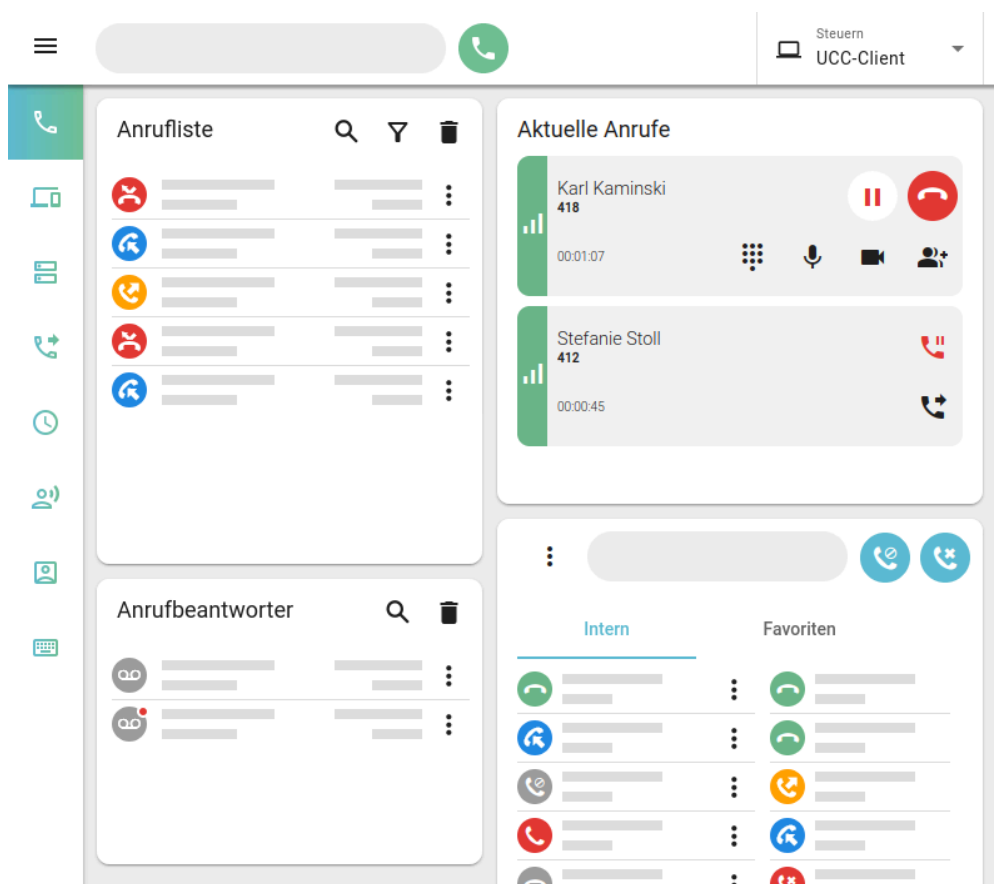 Steuern
UCC-Client
Anrufliste
Aktuelle Anrufe
Karl Kaminski
418
00:01:07
Stefanie Stoll
412
00:00:45
Anrufbeantworter
Intern
Favoriten